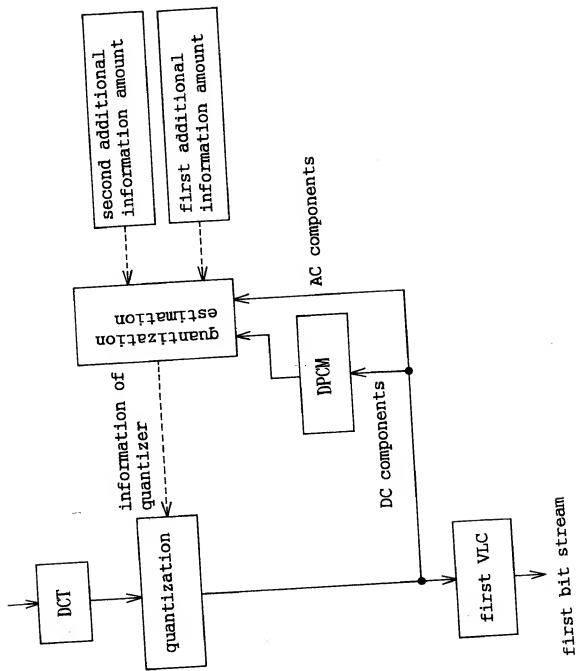 DCT
quantization
information of
quantizer
quantization
estimation
second additional
information amount
first additional
information amount
DPCM
AC components
DC components
first VLC
first bit stream